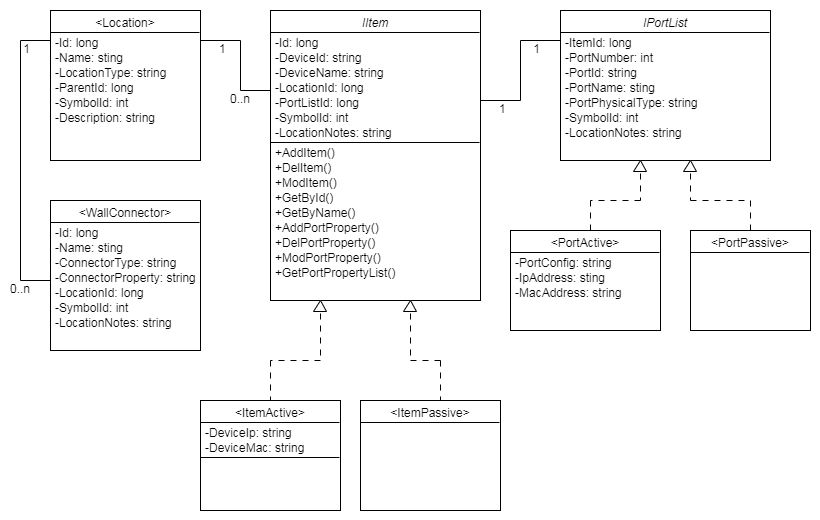 <Location>
-Id: long
-Name: sting
-LocationType: string
-ParentId: long
-SymbolId: int
-Description: string
1
1
0..n
IItem
-Id: long
-DeviceId: string
-DeviceName: string
-LocationId: long
-PortListId: long
-SymbolId: int
-LocationNotes: string
+AddItem()
+DelItem()
+ModItem()
+GetById()
+GetByName()
+AddPortProperty()
+DelPortProperty()
+ModPortProperty()
+GetPortPropertyList()
1
1
IPortList
-ItemId: long
-PortNumber: int
-PortId: string
-PortName: sting
-PortPhysicalType: string
-SymbolId: int
-LocationNotes: string
<WallConnector>
-Id: long
-Name: sting
-ConnectorType: string
-ConnectorProperty: string
-LocationId: long
-SymbolId: int
-LocationNotes: string
0..n
<PortActive>
-PortConfig: string
-IpAddress: sting
-MacAddress: string
<PortPassive>
<ItemActive>
-DeviceIp: string
-DeviceMac: string
<ItemPassive>